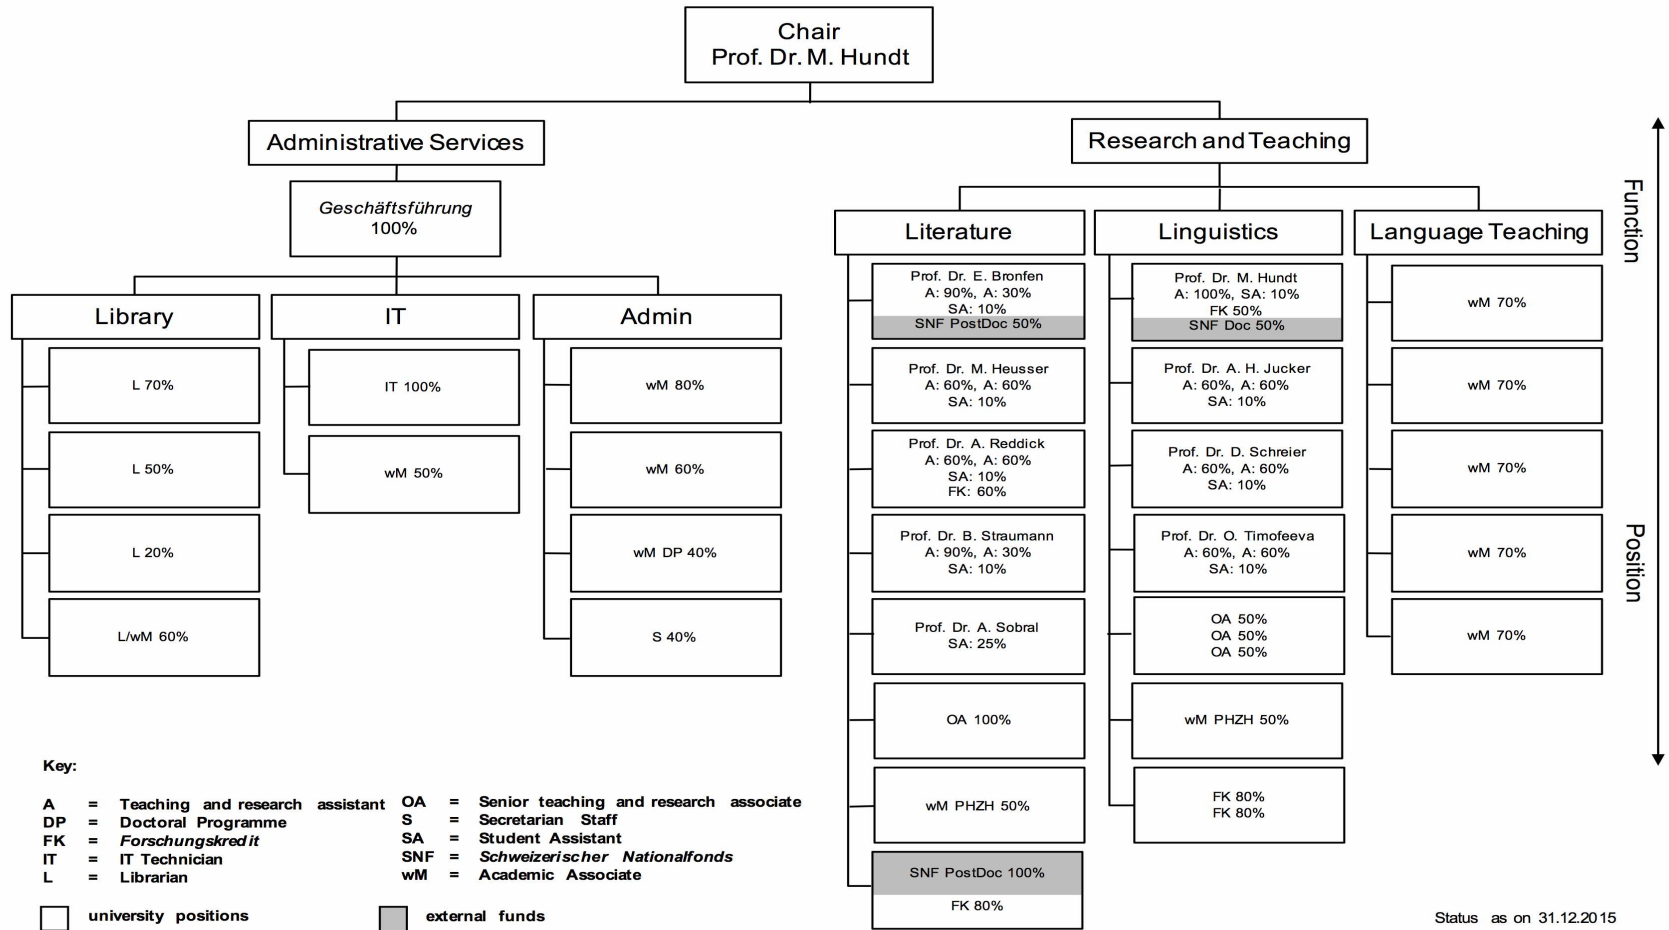 Chair
Prof. Dr. M. Hundt
Administrative Services
Research and Teaching
Geschäftsführung
100%
Library
IT
Admin
L 70%
L 50%
L 20%
L/wM 60%
IT 100%
wM 50%
wM 80%
wM 60%
wM DP 40%
S 40%
Literature
Linguistics
Language Teaching
Prof. Dr. E. Bronfen
A: 90%, A: 30%
SA: 10%
SNF PostDoc 50%
Prof. Dr. M. Heusser
A: 60%, A: 60%
SA: 10%
Prof. Dr. A. Reddick
A: 60%, A: 60%
SA: 10%
FK: 60%
Prof. Dr. B. Straumann
A: 90%, A: 30%
SA: 10%
Prof. Dr. A. Sobral
SA: 25%
OA 100%
wM PHZH 50%
SNF PostDoc 100%
FK 80%
Prof. Dr. M. Hundt
A: 100%, SA: 10%
FK 50%
SNF Doc 50%
Prof. Dr. A. H. Jucker
A: 60%, A: 60%
SA: 10%
Prof. Dr. D. Schreier
A: 60%, A: 60%
SA: 10%
Prof. Dr. O. Timofeeva
A: 60%, A: 60%
SA: 10%
OA 50%
OA 50%
OA 50%
wM PHZH 50%
FK 80%
FK 80%
wM 70%
wM 70%
wM 70%
wM 70%
wM 70%
Function
Position
Key:
A = Teaching and research assistant
DP = Doctoral Programme
FK = Forschungskredit
IT = IT Technician
L = Librarian
OA = Senior teaching and research associate
S = Secretarian Staff
SA = Student Assistant
SNF = Schweizerischer Nationalfonds
wM = Academic Associate
university positions
external funds
Status as on 31.12.2015